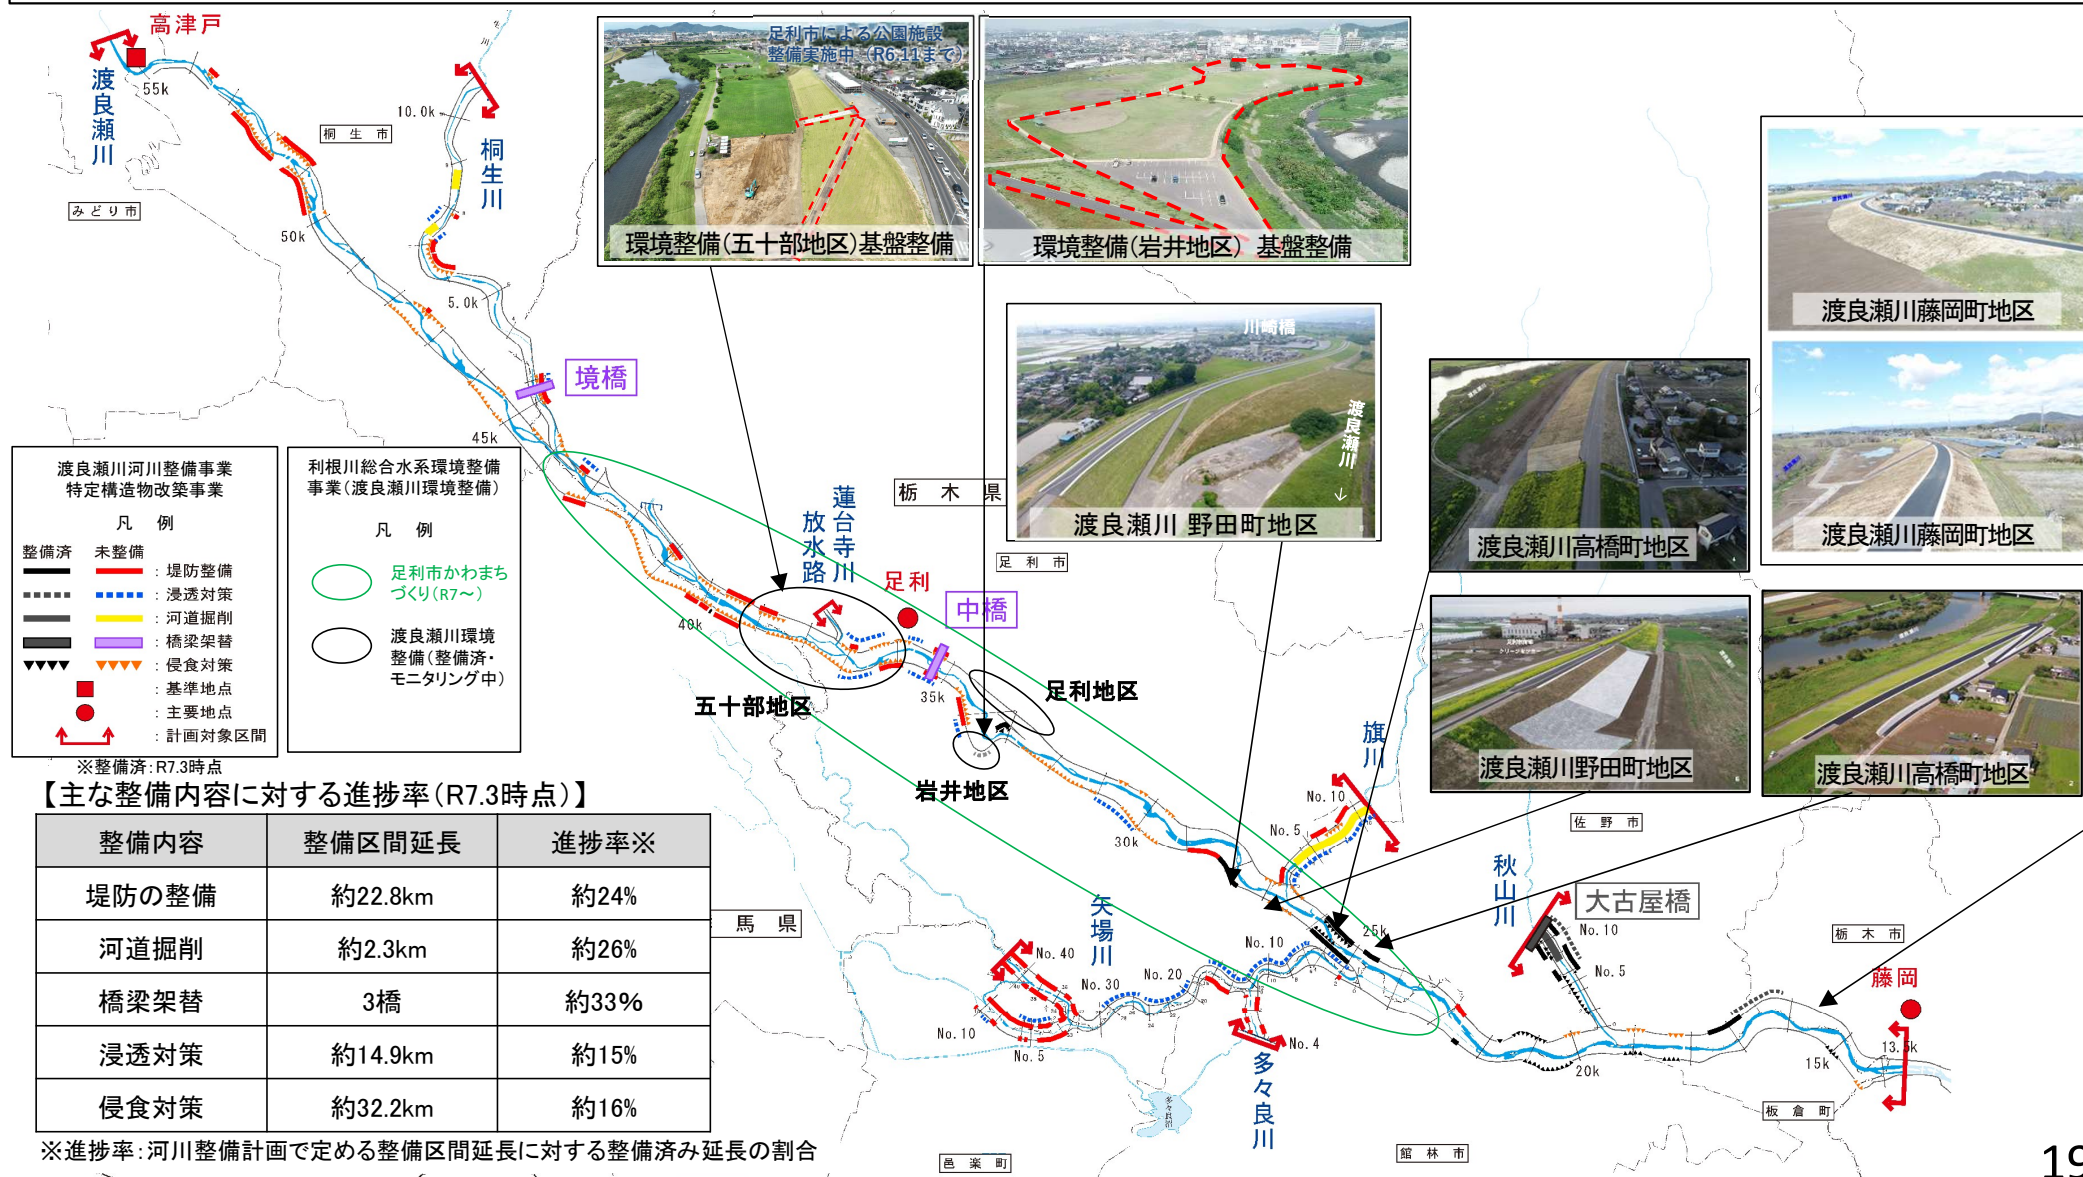 高津戸
渡良瀬川
55k
桐生市
みどり市
50k
10.0k
桐生川
5.0k
境橋
45k
足利市による公園施設
整備実施中（R6.11まで）
環境整備(五十部地区)基盤整備
環境整備(岩井地区) 基盤整備
川崎橋
渡良瀬川
渡良瀬川 野田町地区
渡良瀬川高橋町地区
渡良瀬川藤岡町地区
渡良瀬川藤岡町地区
渡良瀬川野田町地区
渡良瀬川高橋町地区
渡良瀬川河川整備事業
特定構造物改築事業
凡 例
整備済 未整備
：堤防整備
：浸透対策
：河道掘削
：橋梁架替
：侵食対策
：基準地点
：主要地点
：計画対象区間
※整備済：R7.3時点
利根川総合水系環境整備
事業(渡良瀬川環境整備)
凡 例
足利市かわまち
づくり(R7～)
渡良瀬川環境
整備(整備済・
モニタリング中)
栃木県
足利市
蓮台寺川
放水路
足利
中橋
40k
35k
五十部地区
足利地区
岩井地区
30k
旗川
No.10
No.5
佐野市
秋山川
大古屋橋
No.10
No.5
栃木市
藤岡
25k
20k
15k
13.5k
板倉町
館林市
邑楽町
馬県
矢場川
No.40
No.30
No.20
No.10
No.10
No.5
No.4
多々良川
多々良沼
【主な整備内容に対する進捗率(R7.3時点)】
整備内容 整備区間延長 進捗率※
堤防の整備 約22.8km 約24%
河道掘削 約2.3km 約26%
橋梁架替 3橋 約33%
浸透対策 約14.9km 約15%
侵食対策 約32.2km 約16%
※進捗率：河川整備計画で定める整備区間延長に対する整備済み延長の割合
19